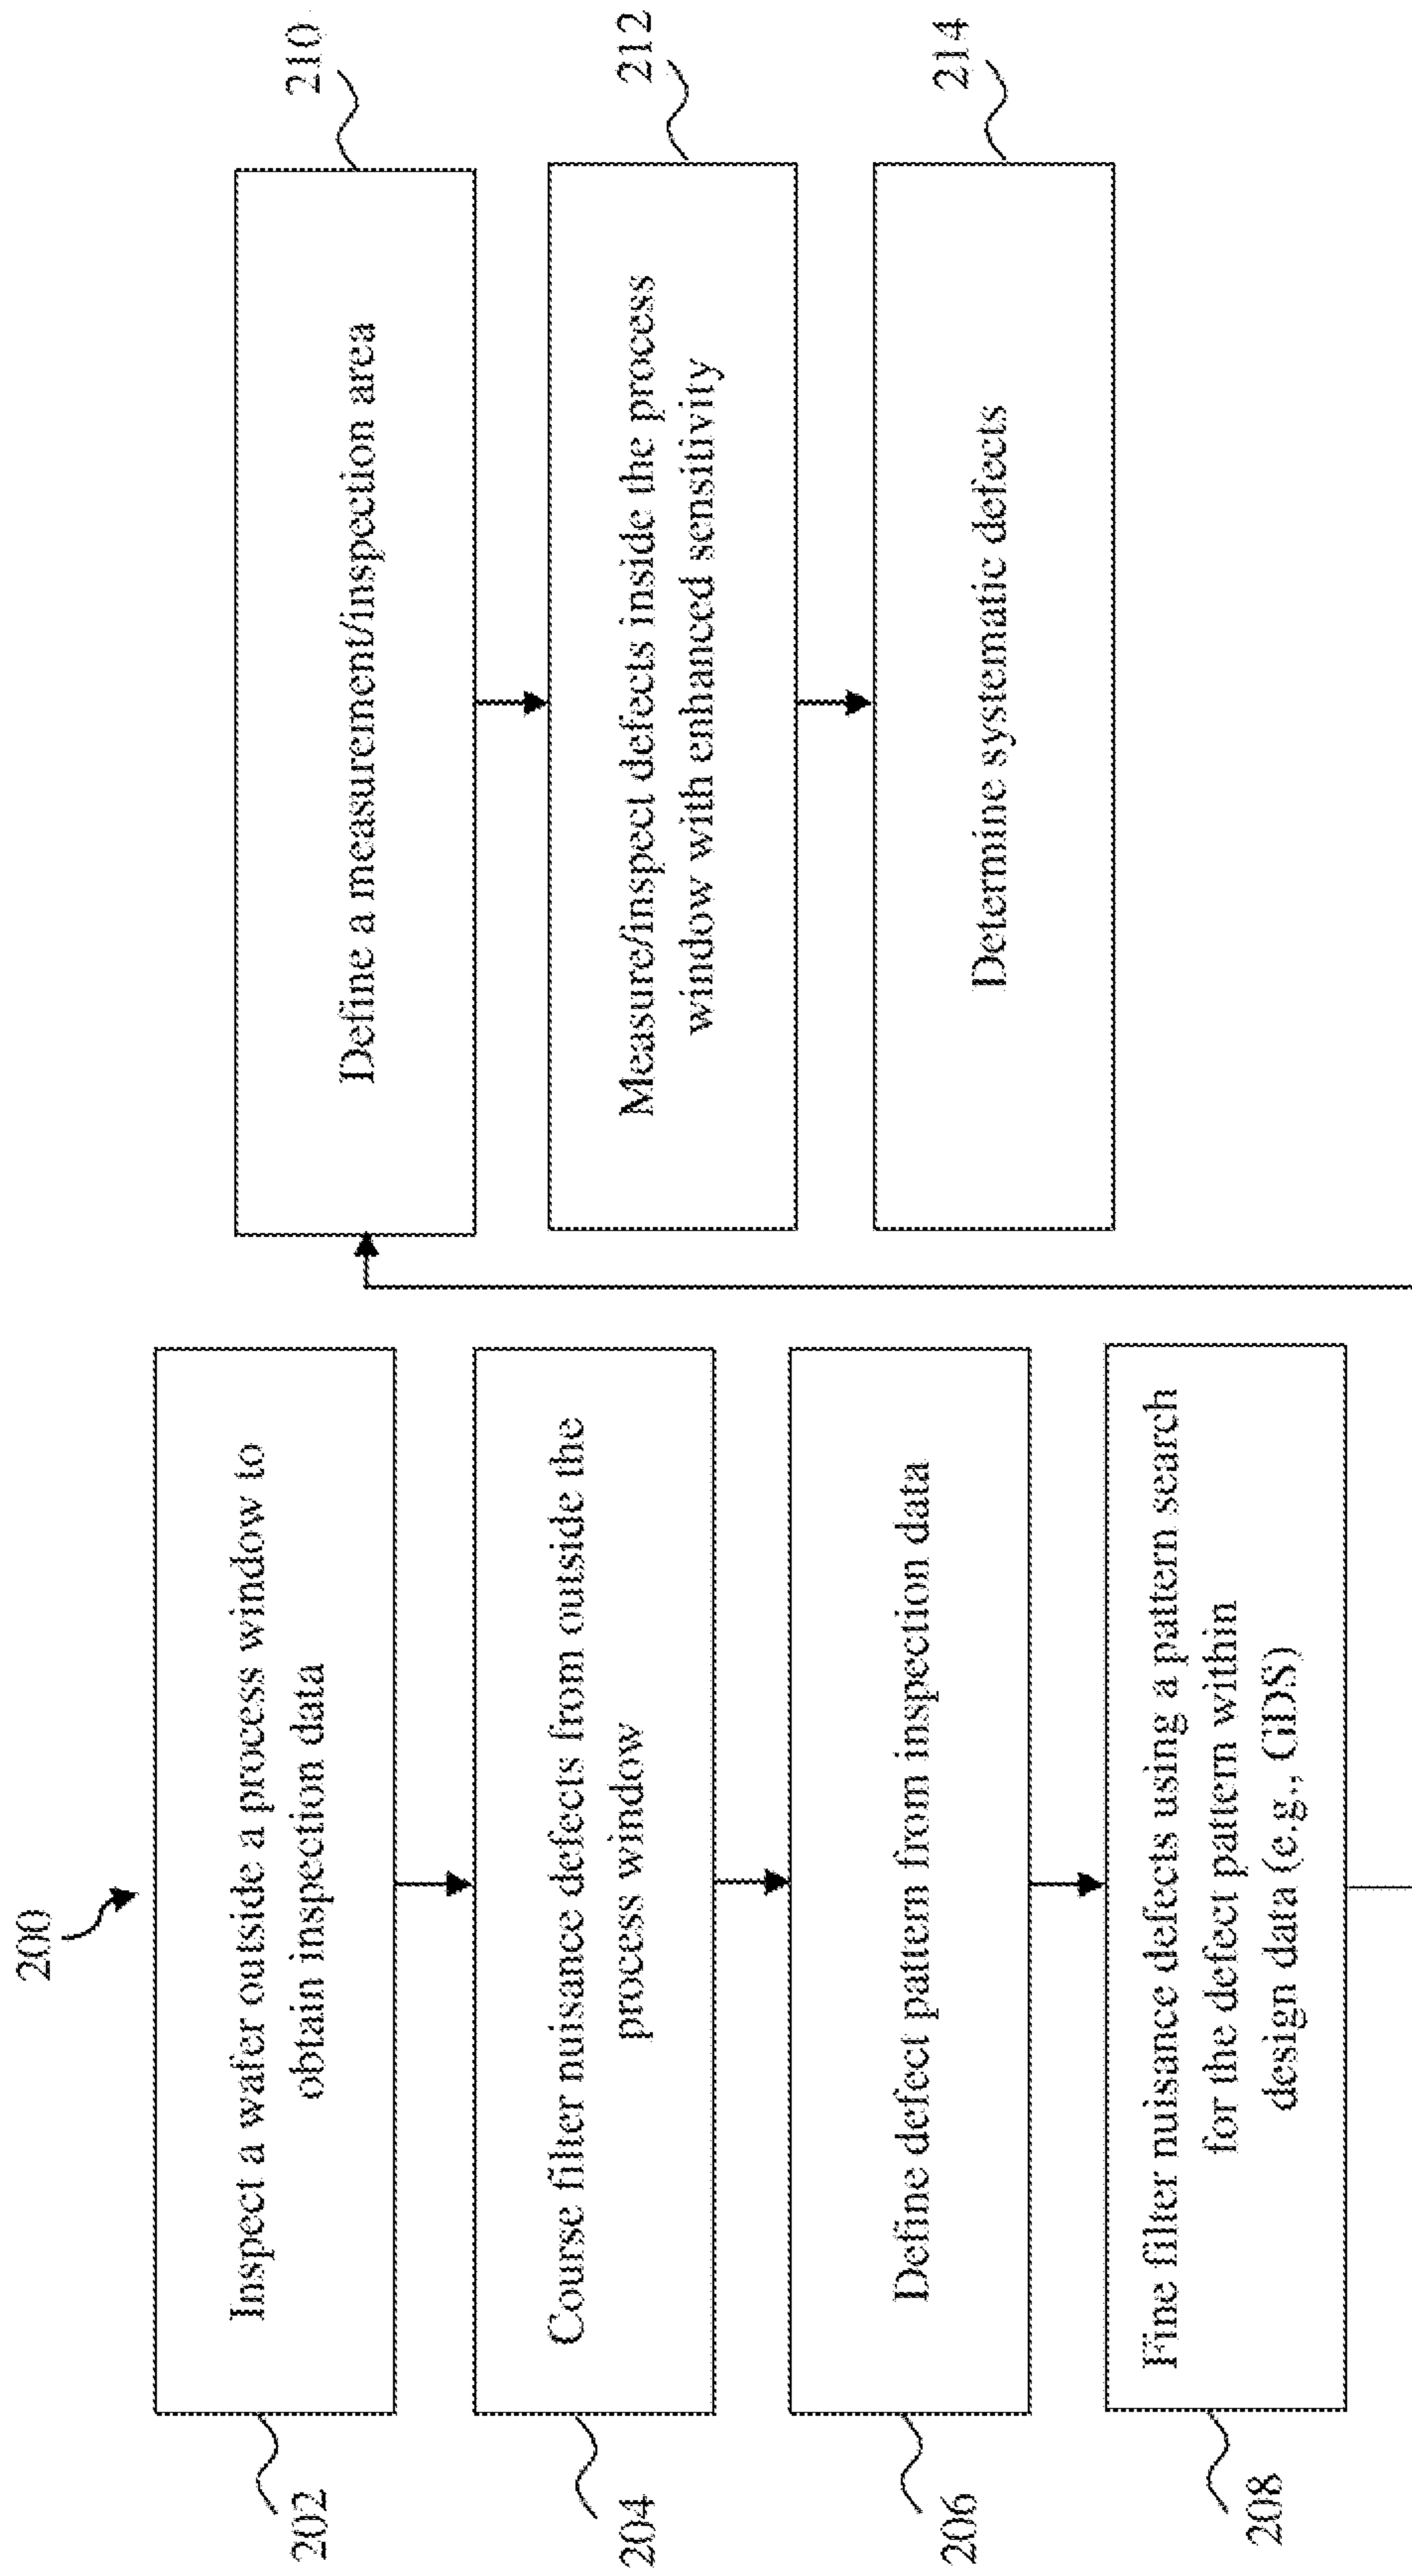 200
202
Inspect a wafer outside a process window to
obtain inspection data
204
Course filter nuisance defects from outside the
process window
206
Define defect pattern from inspection data
208
Fine filter nuisance defects using a pattern search
for the defect pattern within
design data (e.g., GDS)
210
Define a measurement/inspection area
212
Measure/inspect defects inside the process
window with enhanced sensitivity
214
Determine systematic defects